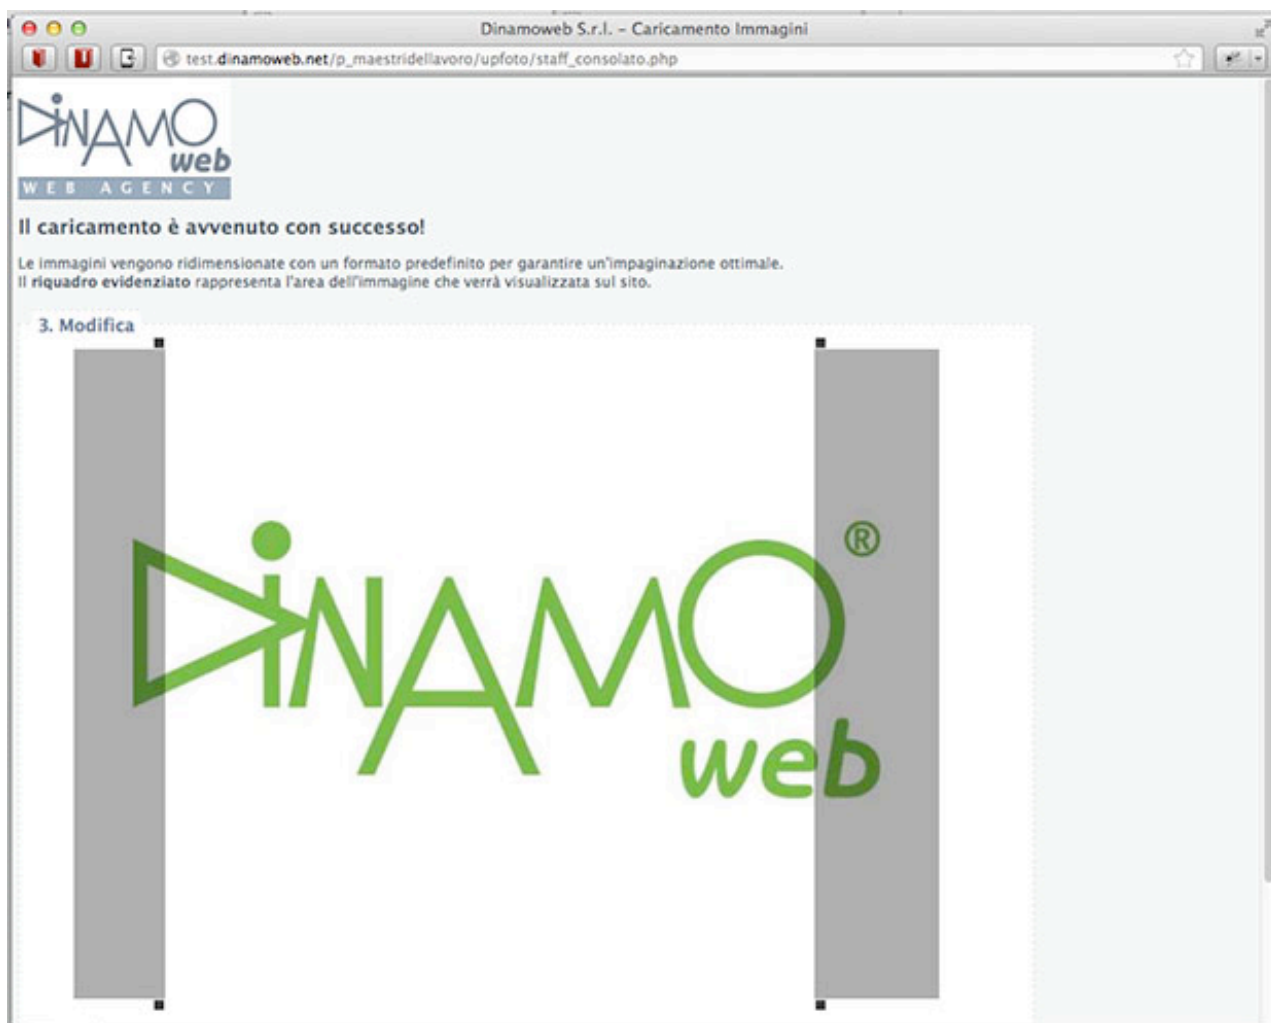 Dinamoweb S.r.l. – Caricamento Immagini
test.dinamoweb.net/p_maestridellavoro/upfoto/staff_consolato.php
DiNAMO
web
WEB AGENCY
Il caricamento è avvenuto con successo!
Le immagini vengono ridimensionate con un formato predefinito per garantire un'impaginazione ottimale.
Il riquadro evidenziato rappresenta l'area dell'immagine che verrà visualizzata sul sito.
3. Modifica
DiNAMO®
web